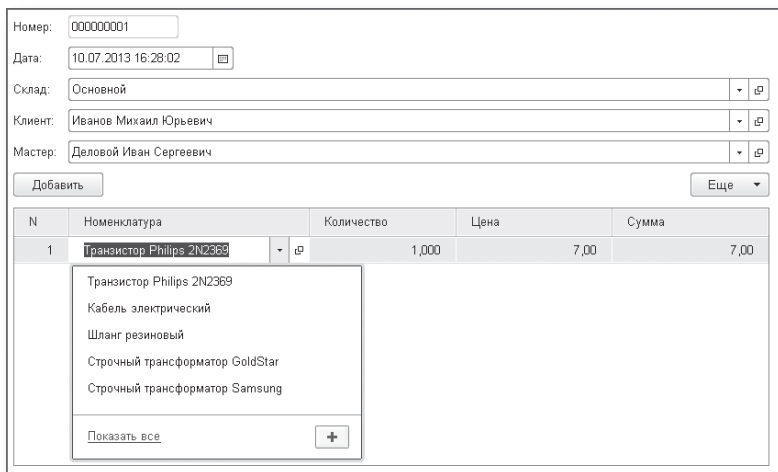 Номер: 000000001
Дата: 10.07.2013 16:28:02
Склад: Основной
Клиент: Иванов Михаил Юрьевич
Мастер: Деловой Иван Сергеевич
Добавить Еще
N Номенклатура Количество Цена Сумма
1 Транзистор Philips 2N2369 1,000 7,00 7,00
Транзистор Philips 2N2369
Кабель электрический
Шланг резиновый
Строчный трансформатор GoldStar
Строчный трансформатор Samsung
Показать все +